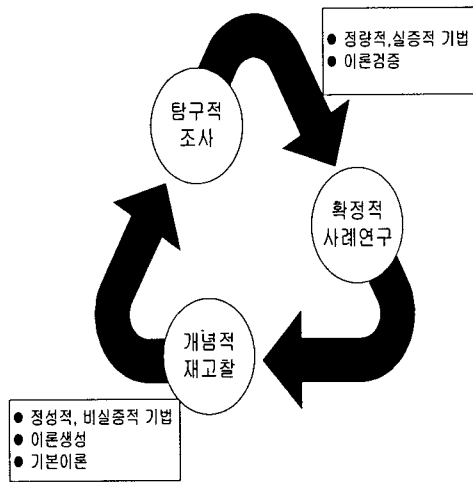 ● 정량적,실증적 기법
● 이론검증
탐구적
조사
확정적
사례연구
개념적
재고찰
● 정성적, 비실증적 기법
● 이론생성
● 기본이론